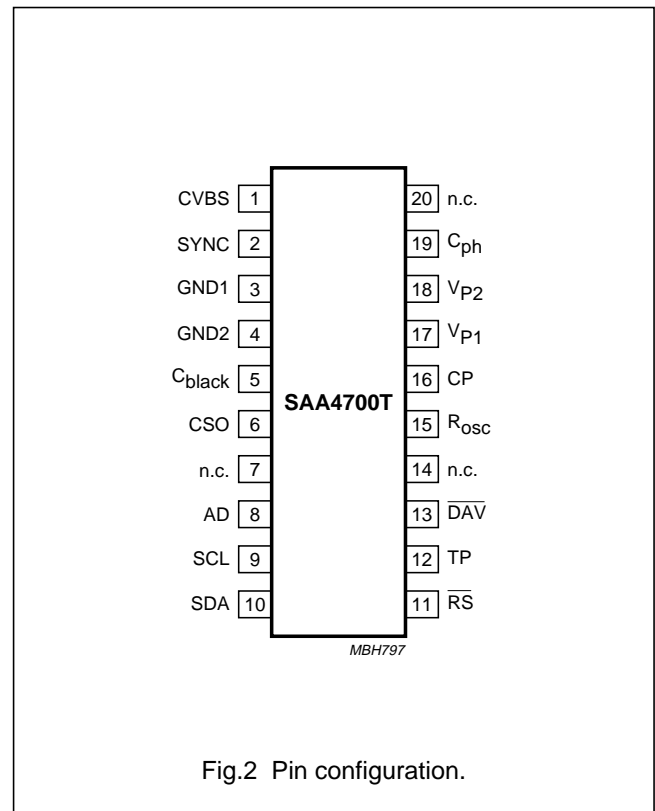 CVBS 1 20 n.c.
SYNC 2 19 Cph
GND1 3 18 VP2
GND2 4 17 VP1
Cblack 5 16 CP
SAA4700T
CSO 6 15 Rosc
n.c. 7 14 n.c.
AD 8 13 D̅A̅V̅
SCL 9 12 TP
SDA 10 11 R̅S̅
MBH797
Fig.2 Pin configuration.